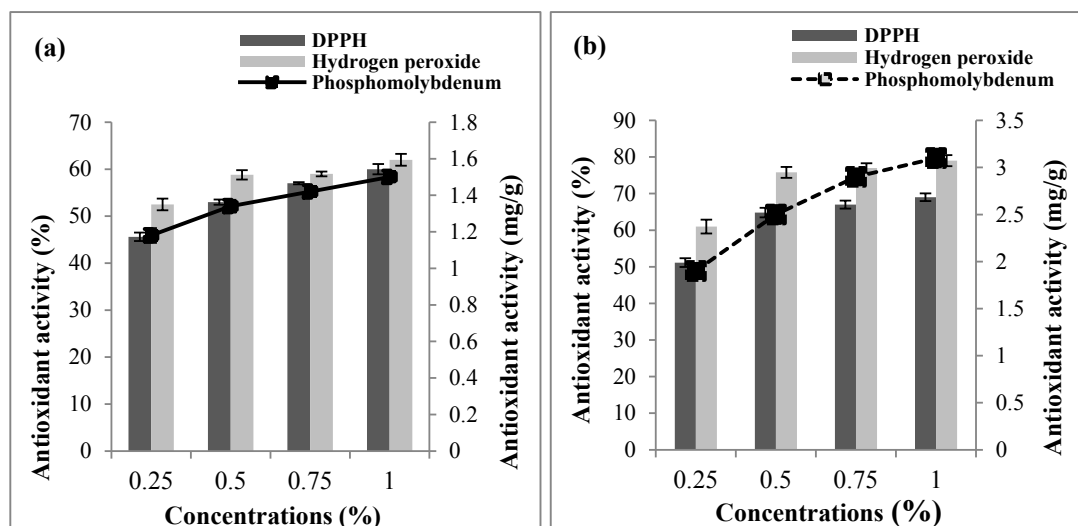 (a)
DPPH
Hydrogen peroxide
Phosphomolybdenum
Antioxidant activity (%)
70
60
50
40
30
20
10
0
1.8
1.6
1.4
1.2
1
0.8
0.6
0.4
0.2
0
Antioxidant activity (mg/g)
0.25 0.5 0.75 1
Concentrations (%)
(b)
DPPH
Hydrogen peroxide
Phosphomolybdenum
Antioxidant activity (%)
90
80
70
60
50
40
30
20
10
0
3.5
3
2.5
2
1.5
1
0.5
0
Antioxidant activity (mg/g)
0.25 0.5 0.75 1
Concentrations (%)